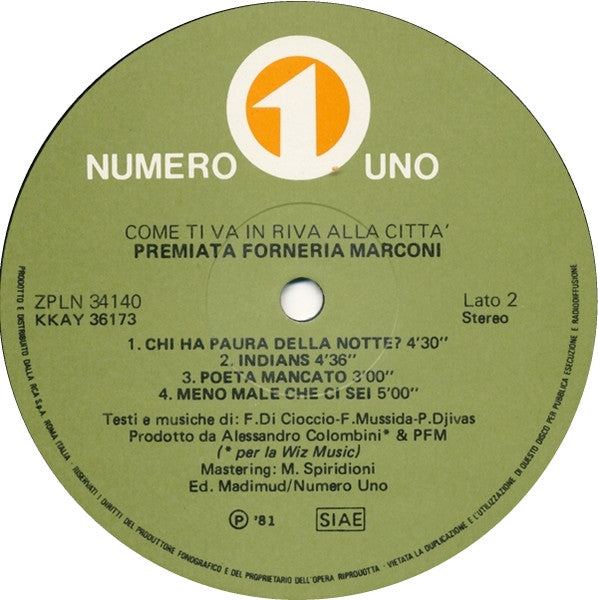 1
NUMERO UNO
COME TI VA IN RIVA ALLA CITTA'
PREMIATA FORNERIA MARCONI
ZPLN 34140
KKAY 36173
Lato 2
Stereo
1. CHI HA PAURA DELLA NOTTE? 4'30"
2. INDIANS 4'36"
3. POETA MANCATO 3'00"
4. MENO MALE CHE CI SEI 5'00"
Testi e musiche di: F.Di Cioccio-F.Mussida-P.Djivas
Prodotto da Alessandro Colombini* & PFM
(* per la Wiz Music)
Mastering: M. Spiridioni
Ed. Madimud/Numero Uno
Ⓟ '81 SIAE
PRODOTTO E DISTRIBUITO DALLA RCA S.p.A. ROMA ITALIA - RISERVATI I DIRITTI DEL PRODUTTORE FONOGRAFICO E DEL PROPRIETARIO DELL'OPERA RIPRODOTTA - VIETATA LA DUPLICAZIONE E L'UTILIZZAZIONE DI QUESTO DISCO PER PUBBLICA ESECUZIONE E RADIODIFFUSIONE